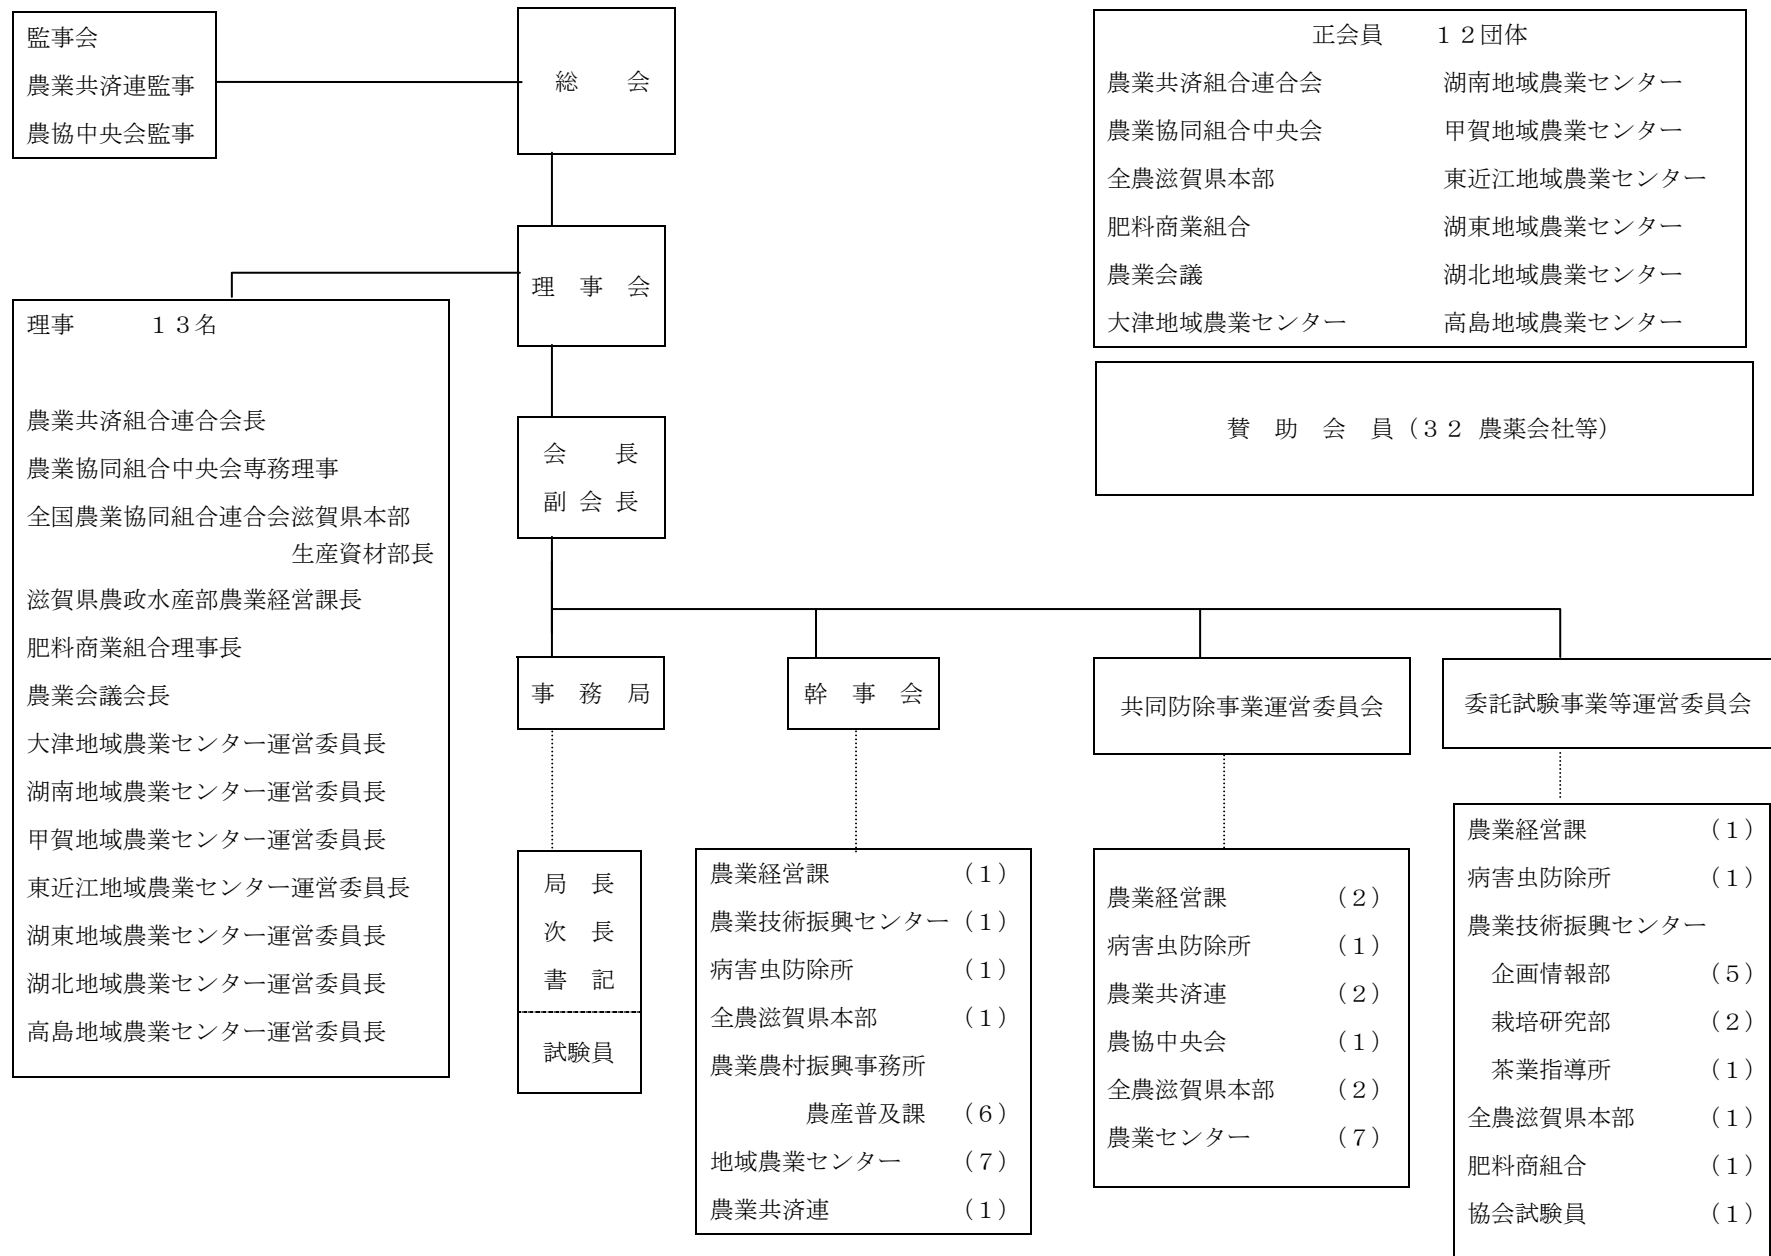 監事会
農業共済連監事
農協中央会監事
総　会
正会員　１２団体
農業共済組合連合会　湖南地域農業センター
農業協同組合中央会　甲賀地域農業センター
全農滋賀県本部　東近江地域農業センター
肥料商業組合　湖東地域農業センター
農業会議　湖北地域農業センター
大津地域農業センター　高島地域農業センター
賛　助　会　員（３２ 農薬会社等）
理　事　会
理事　１３名
農業共済組合連合会長
農業協同組合中央会専務理事
全国農業協同組合連合会滋賀県本部
生産資材部長
滋賀県農政水産部農業経営課長
肥料商業組合理事長
農業会議会長
大津地域農業センター運営委員長
湖南地域農業センター運営委員長
甲賀地域農業センター運営委員長
東近江地域農業センター運営委員長
湖東地域農業センター運営委員長
湖北地域農業センター運営委員長
高島地域農業センター運営委員長
会　長
副 会 長
事　務　局
局　長
次　長
書　記
試験員
幹　事　会
農業経営課　（１）
農業技術振興センター（１）
病害虫防除所　（１）
全農滋賀県本部　（１）
農業農村振興事務所
農産普及課　（６）
地域農業センター　（７）
農業共済連　（１）
共同防除事業運営委員会
農業経営課　（２）
病害虫防除所　（１）
農業共済連　（２）
農協中央会　（１）
全農滋賀県本部　（２）
農業センター　（７）
委託試験事業等運営委員会
農業経営課　（１）
病害虫防除所　（１）
農業技術振興センター
企画情報部　（５）
栽培研究部　（２）
茶業指導所　（１）
全農滋賀県本部　（１）
肥料商組合　（１）
協会試験員　（１）